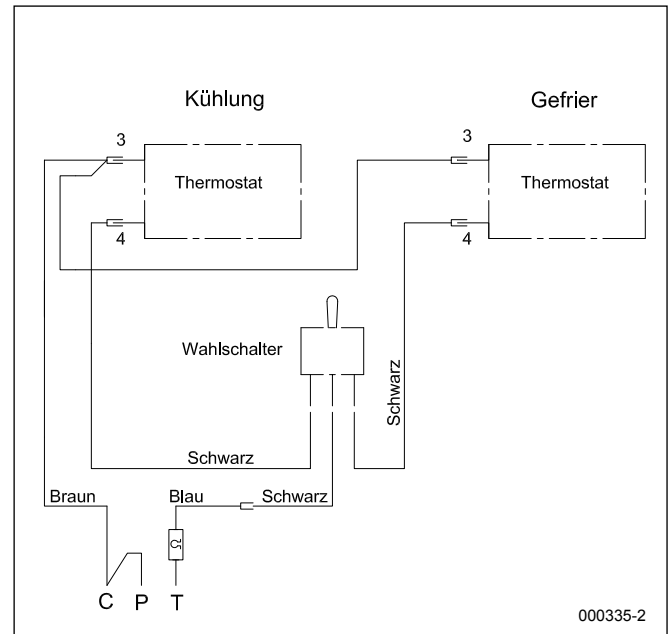 Kühlung
Gefrier
3
3
Thermostat
Thermostat
4
4
Wahlschalter
Schwarz
Schwarz
Braun
Blau
Schwarz
Ω
C P T
000335-2